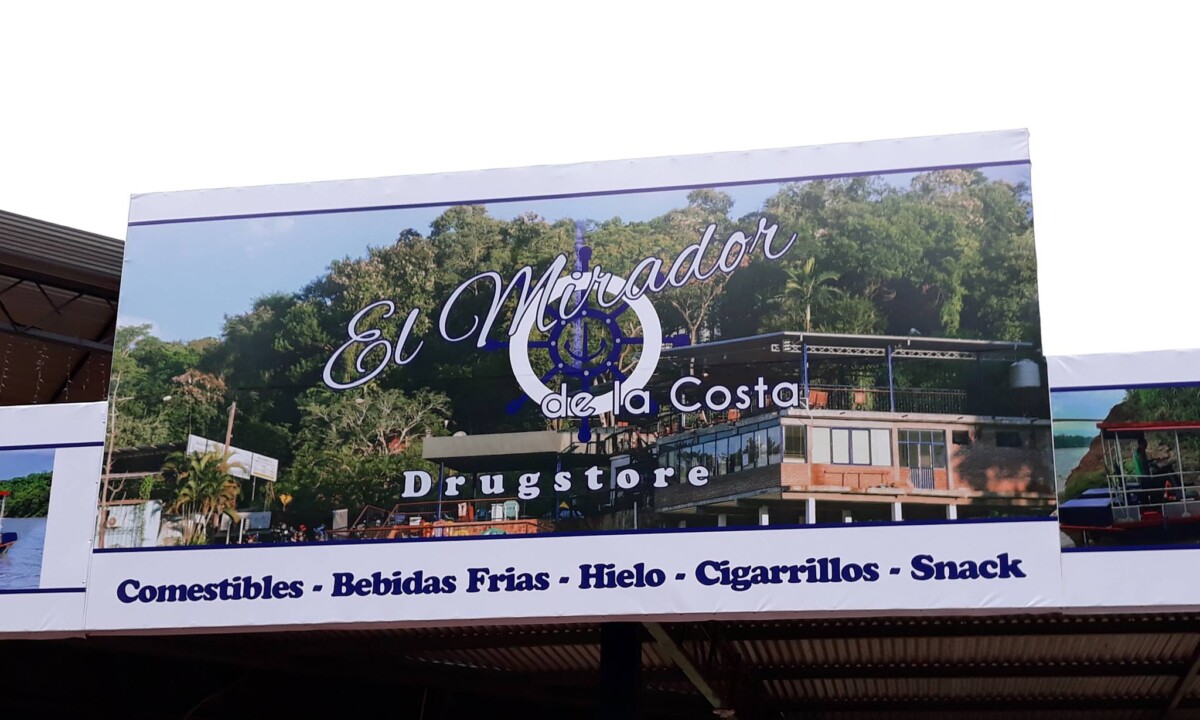 El Mirador
de la Costa
Drugstore
Comestibles - Bebidas Frias - Hielo - Cigarrillos - Snack